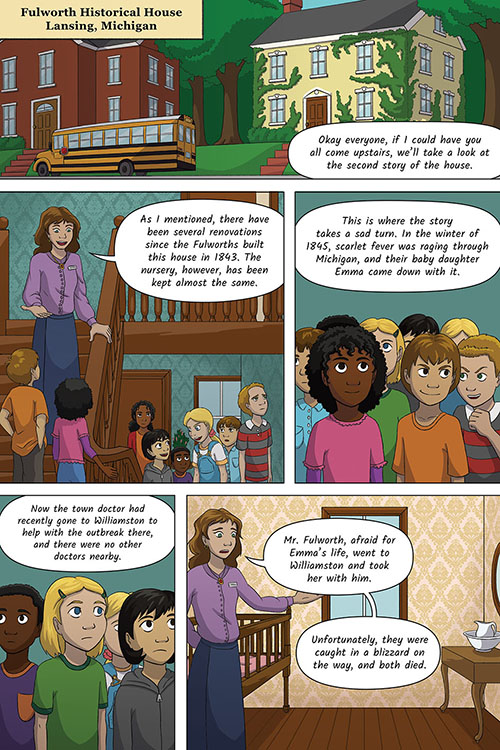 Fulworth Historical House
Lansing, Michigan
Okay everyone, if I could have you
all come upstairs, we'll take a look at
the second story of the house.
As I mentioned, there have
been several renovations
since the Fulworths built
this house in 1843. The
nursery, however, has been
kept almost the same.
This is where the story
takes a sad turn. In the winter of
1845, scarlet fever was raging through
Michigan, and their baby daughter
Emma came down with it.
Now the town doctor had
recently gone to Williamston to
help with the outbreak there,
and there were no other
doctors nearby.
Mr. Fulworth, afraid for
Emma's life, went to
Williamston and took
her with him.
Unfortunately, they were
caught in a blizzard on
the way, and both died.